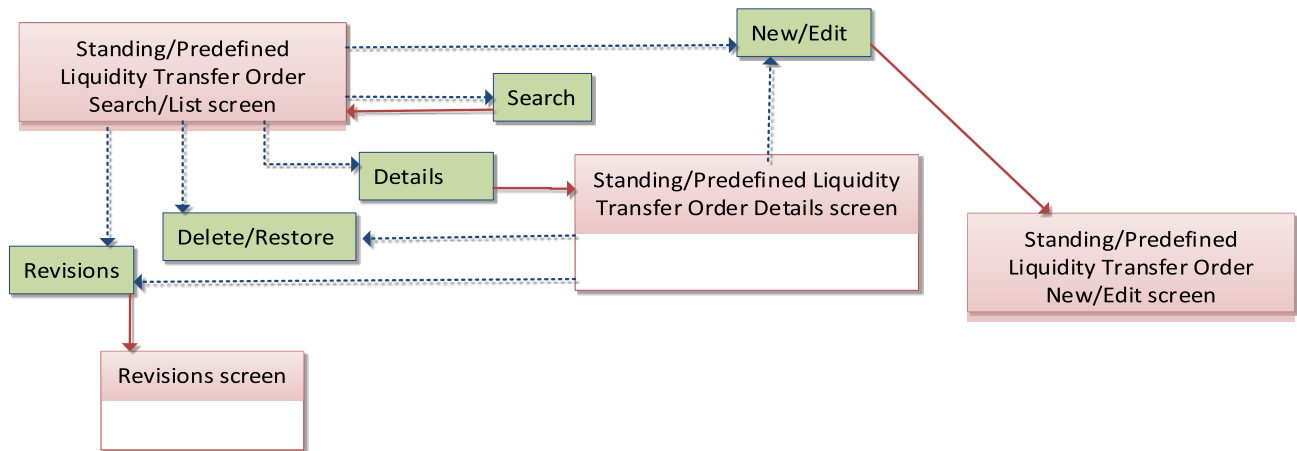 Standing/Predefined
Liquidity Transfer Order
Search/List screen
New/Edit
Search
Details
Standing/Predefined Liquidity
Transfer Order Details screen
Delete/Restore
Revisions
Standing/Predefined
Liquidity Transfer Order
New/Edit screen
Revisions screen